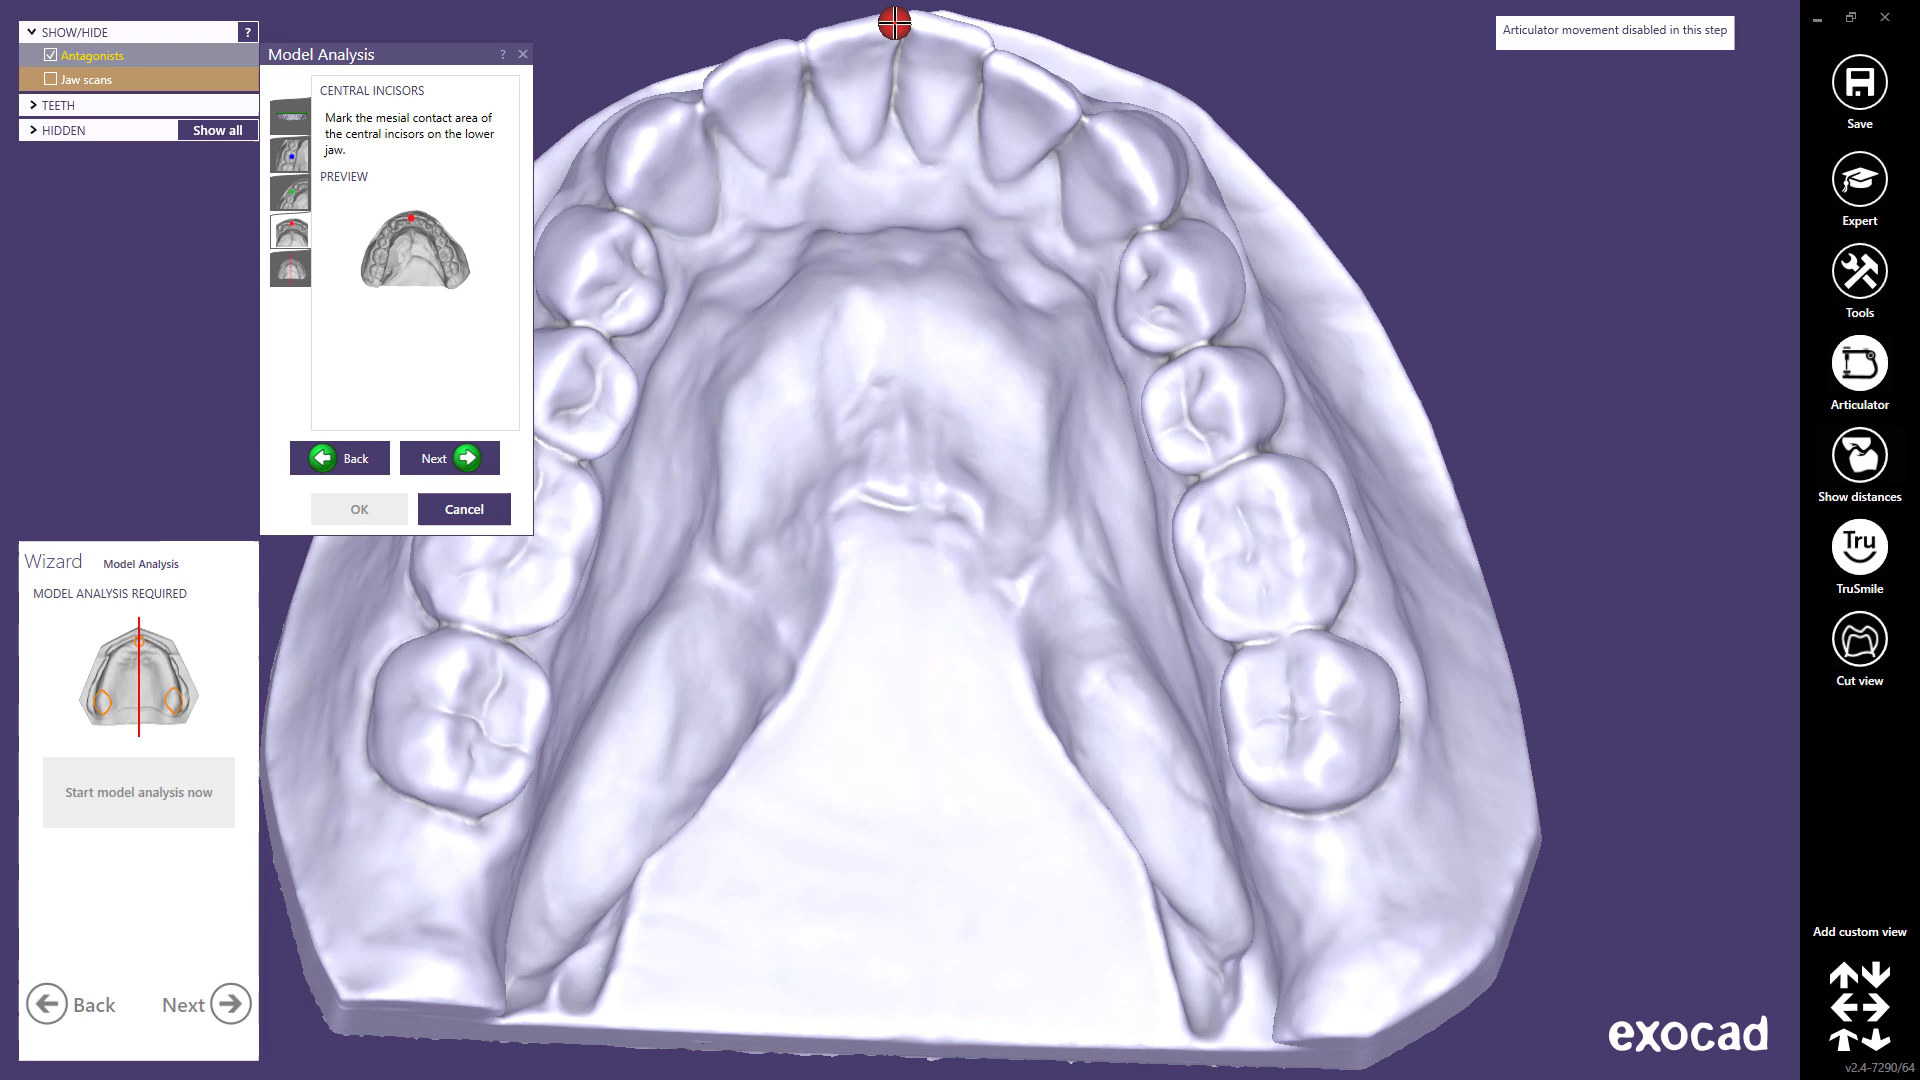 SHOW/HIDE ?
Antagonists
Jaw scans
TEETH
HIDDEN Show all
Model Analysis ?
CENTRAL INCISORS
Mark the mesial contact area of
the central incisors on the lower
jaw.
PREVIEW
Back Next
OK Cancel
Wizard Model Analysis
MODEL ANALYSIS REQUIRED
Start model analysis now
Back Next
Articulator movement disabled in this step
Save
Expert
Tools
Articulator
Show distances
Tru
TruSmile
Cut view
Add custom view
exocad
v2.4-7290/64